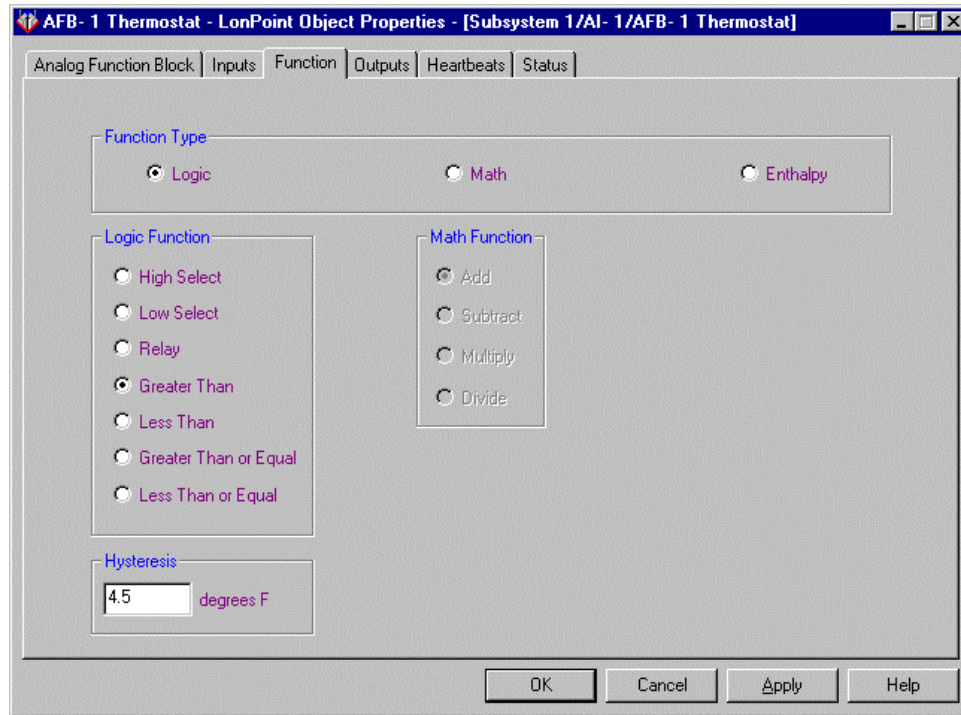 AFB- 1 Thermostat - LonPoint Object Properties - [Subsystem 1/AI- 1/AFB- 1 Thermostat]
Analog Function Block Inputs Function Outputs Heartbeats Status
Function Type
Logic Math Enthalpy
Logic Function
High Select
Low Select
Relay
Greater Than
Less Than
Greater Than or Equal
Less Than or Equal
Math Function
Add
Subtract
Multiply
Divide
Hysteresis
4.5 degrees F
OK Cancel Apply Help